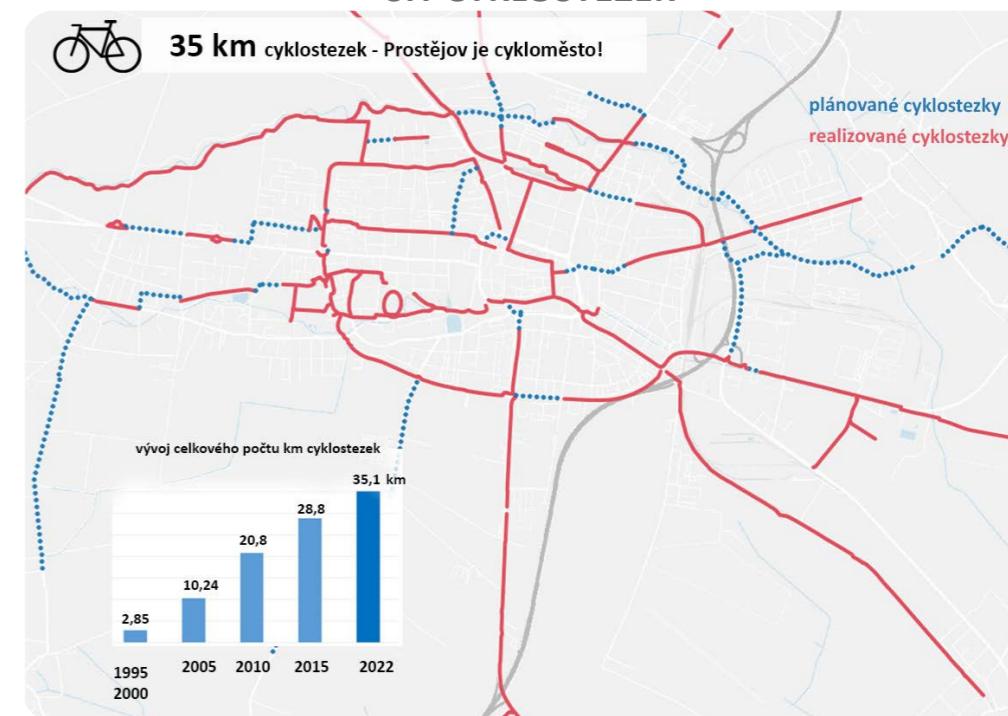 35 km cyklostezek - Prostějov je cykloměsto!
plánované cyklostezky
realizované cyklostezky
vývoj celkového počtu km cyklostezek
35,1 km
28,8
20,8
10,24
2,85
1995 2005 2010 2015 2022
2000